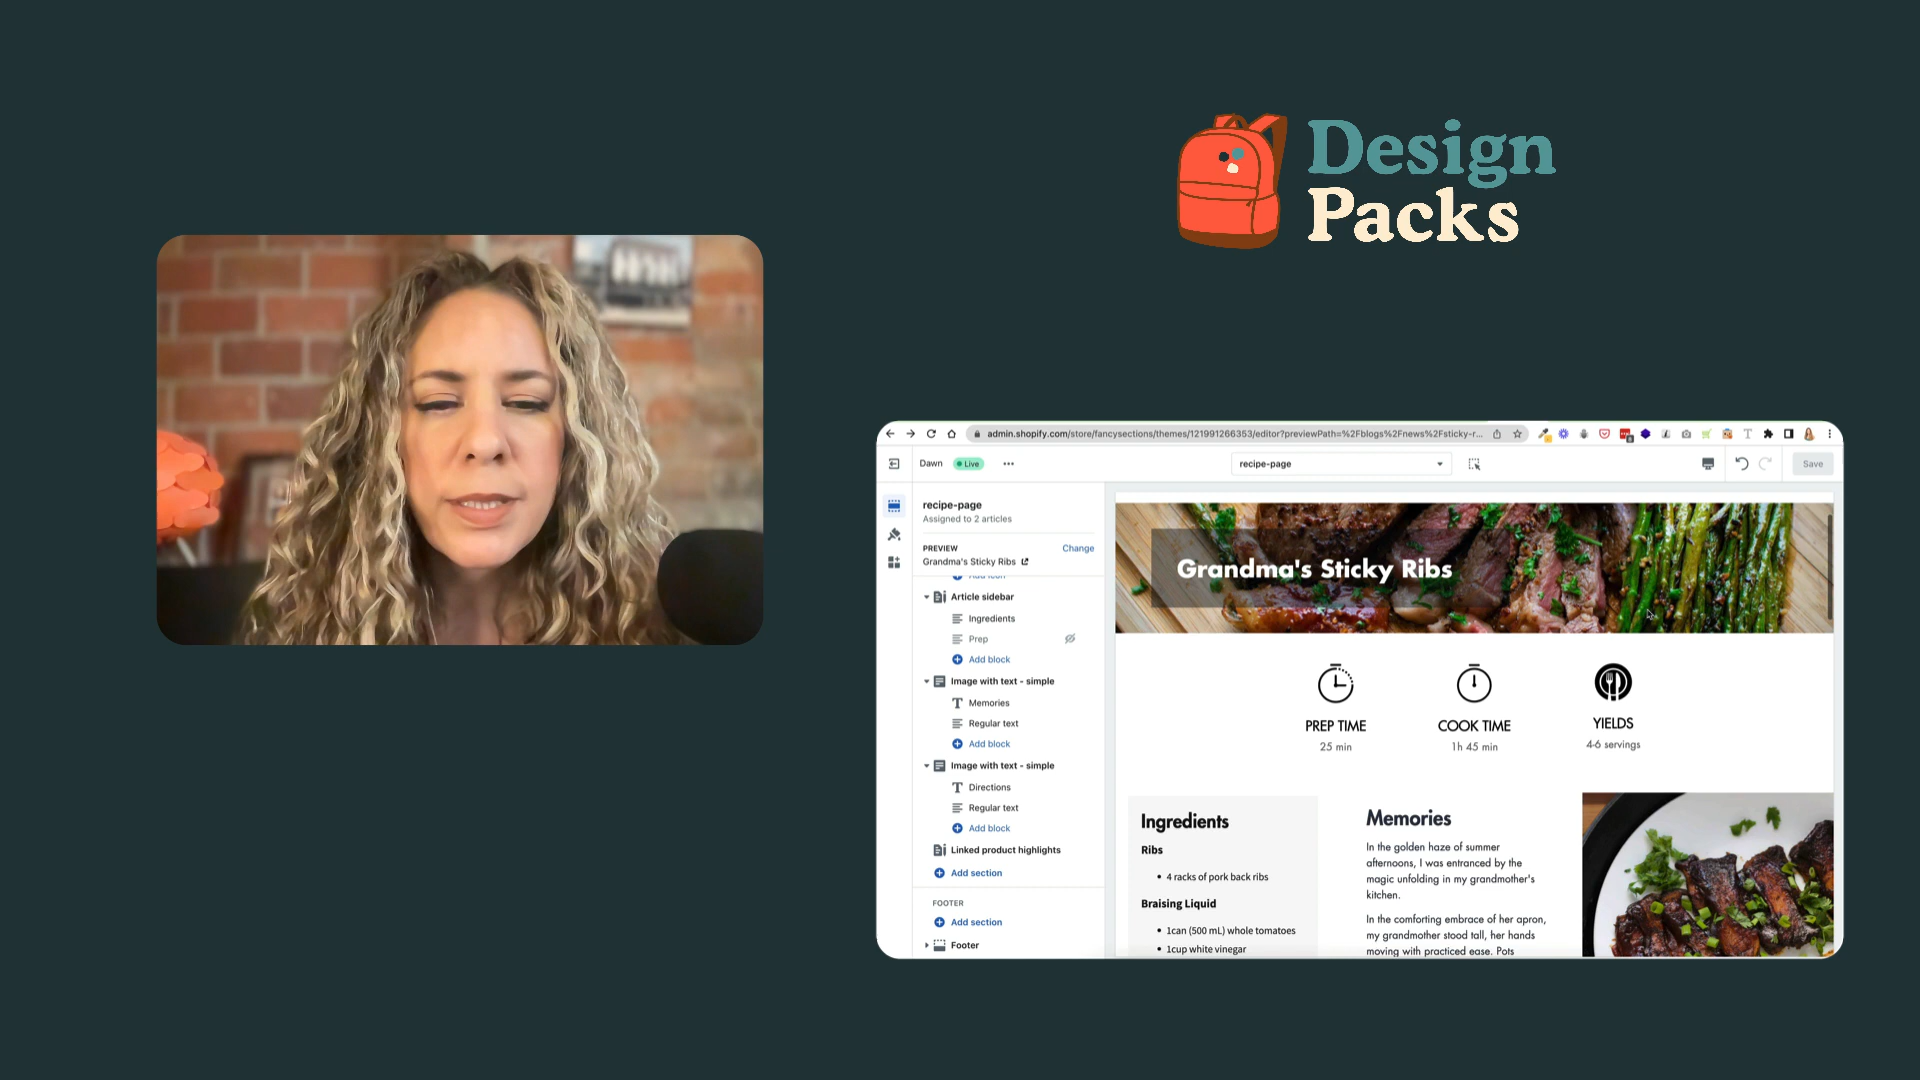 Design
Packs
admin.shopify.com/store/fancysections/themes/121991266353/editor?previewPath=%2Fblogs%2Fnews%2Fsticky-r...
Dawn
Live
recipe-page
Save
recipe-page
Assigned to 2 articles
PREVIEW
Change
Grandma's Sticky Ribs
Article sidebar
Ingredients
Prep
Add block
Image with text - simple
Memories
Regular text
Add block
Image with text - simple
Directions
Regular text
Add block
Linked product highlights
Add section
FOOTER
Add section
Footer
Grandma's Sticky Ribs
PREP TIME
25 min
COOK TIME
1h 45 min
YIELDS
4-6 servings
Ingredients
Ribs
• 4 racks of pork back ribs
Braising Liquid
• 1can (500 mL) whole tomatoes
• 1cup white vinegar
Memories
In the golden haze of summer
afternoons, I was entranced by the
magic unfolding in my grandmother's
kitchen.
In the comforting embrace of her apron,
my grandmother stood tall, her hands
moving with practiced ease. Pots